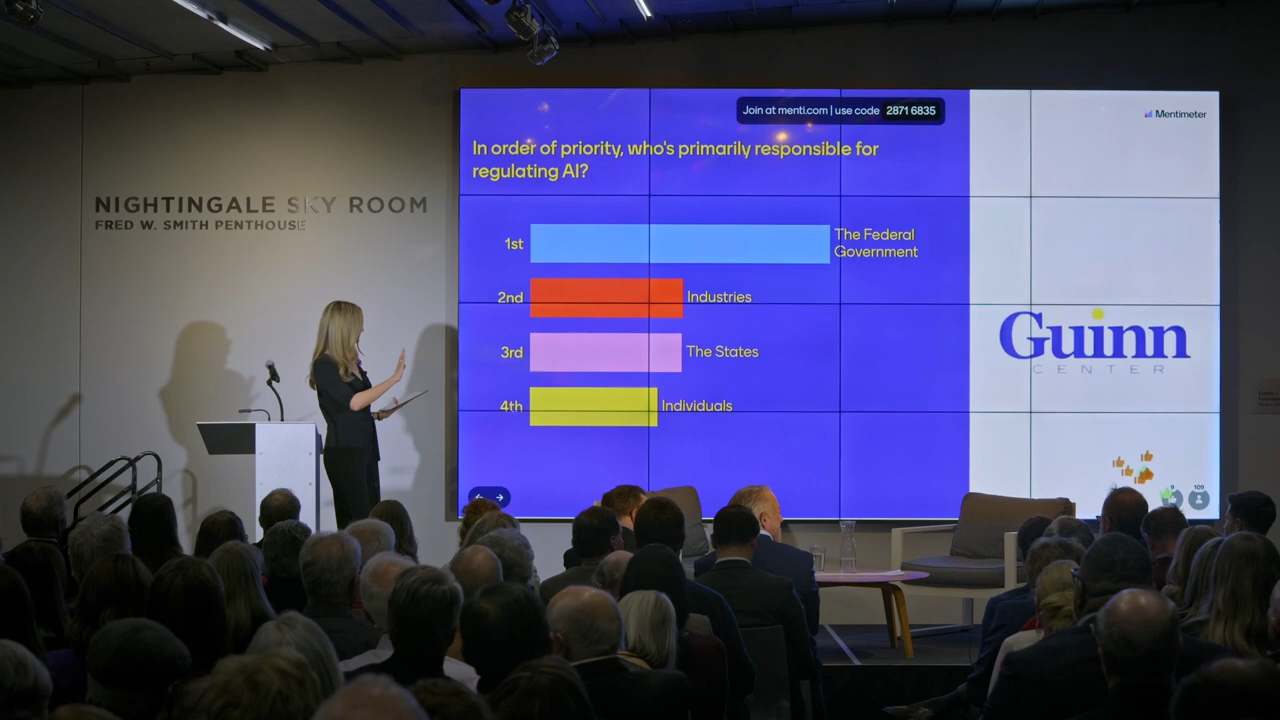 NIGHTINGALE SKY ROOM
FRED W. SMITH PENTHOUSE
Join at menti.com | use code 2871 6835
Mentimeter
In order of priority, who's primarily responsible for
regulating AI?
1st
The Federal
Government
2nd
Industries
3rd
The States
4th
Individuals
Guinn
CENTER
9
109